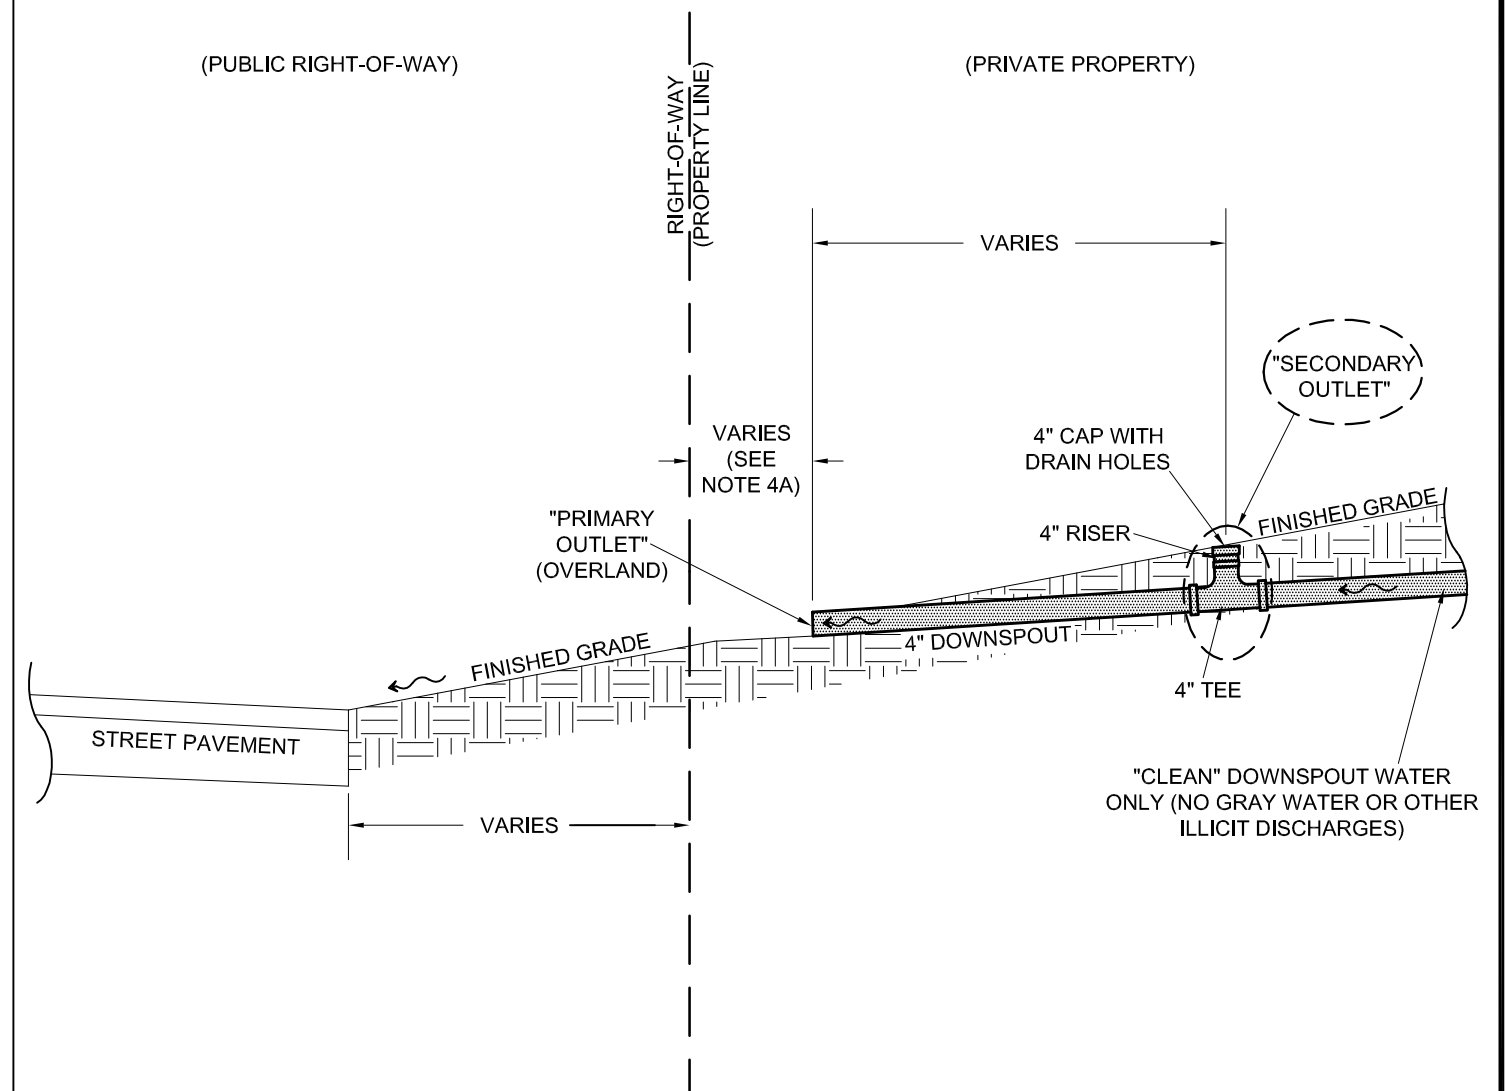 (PUBLIC RIGHT-OF-WAY)
(PRIVATE PROPERTY)
RIGHT-OF-WAY
(PROPERTY LINE)
VARIES
"SECONDARY
OUTLET"
VARIES
(SEE
NOTE 4A)
4" CAP WITH
DRAIN HOLES
"PRIMARY
OUTLET"
(OVERLAND)
4" RISER
FINISHED GRADE
FINISHED GRADE
4" DOWNSPOUT
4" TEE
STREET PAVEMENT
"CLEAN" DOWNSPOUT WATER
ONLY (NO GRAY WATER OR OTHER
ILLICIT DISCHARGES)
VARIES